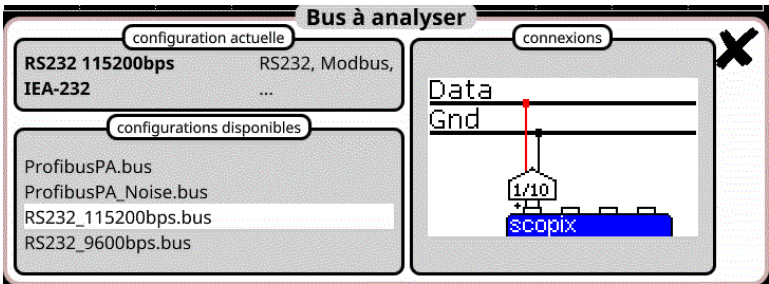 Bus à analyser
configuration actuelle
RS232 115200bps RS232, Modbus,
IEA-232 ...
configurations disponibles
ProfibusPA.bus
ProfibusPA_Noise.bus
RS232_115200bps.bus
RS232_9600bps.bus
connexions
Data
Gnd
1/10
+ -
scopix